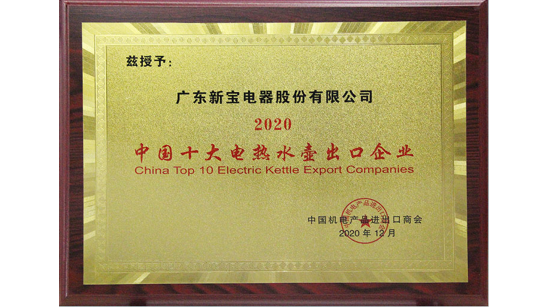 兹授予：
广东新宝电器股份有限公司
2020
中国十大电热水壶出口企业
China Top 10 Electric Kettle Export Companies
中国机电产品进出口商会
2020 年 12 月